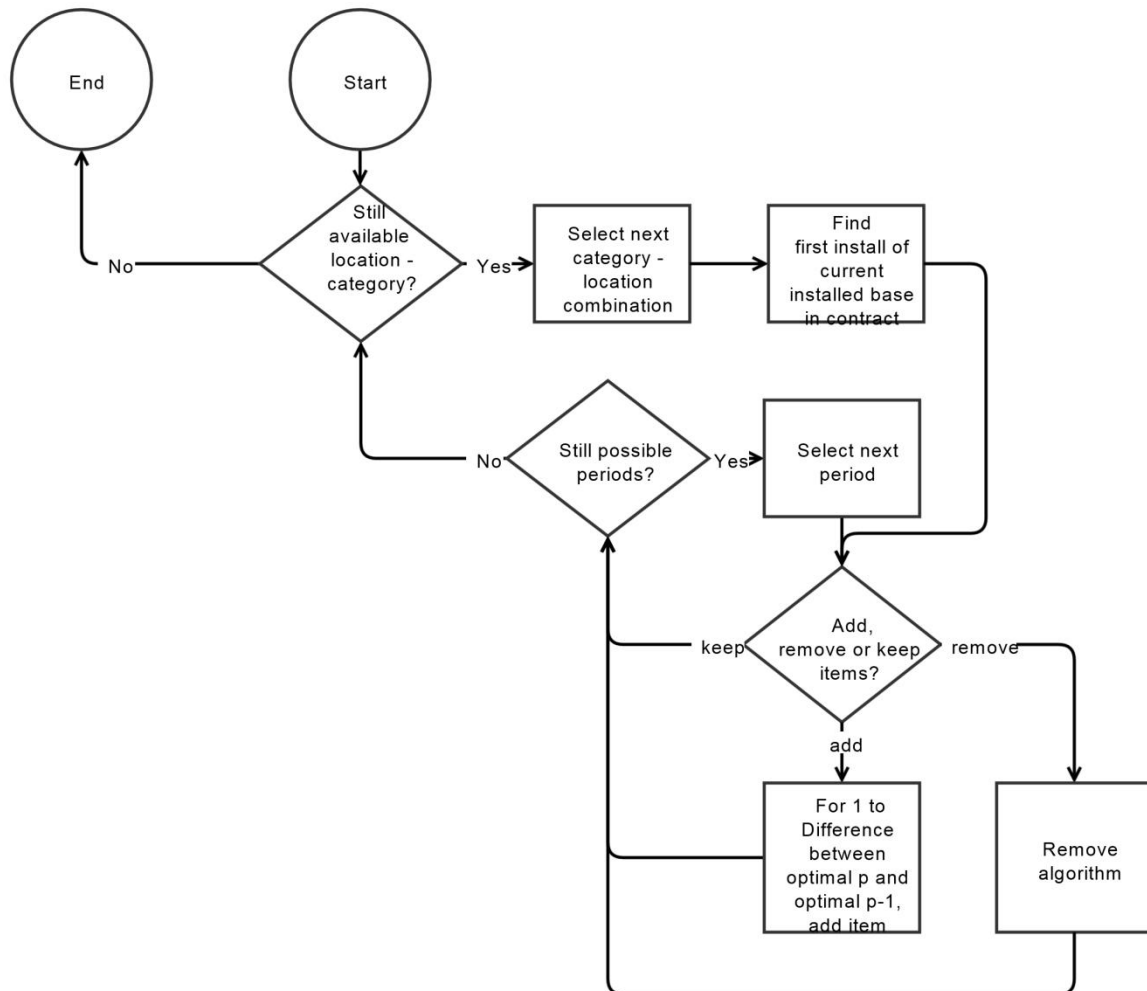 End
Start
Still
available
location -
category?
No
Yes
Select next
category -
location
combination
Find
first install of
current
installed base
in contract
No
Still possible
periods?
Yes
Select next
period
keep
Add,
remove or keep
items?
remove
add
For 1 to
Difference
between
optimal p and
optimal p-1,
add item
Remove
algorithm